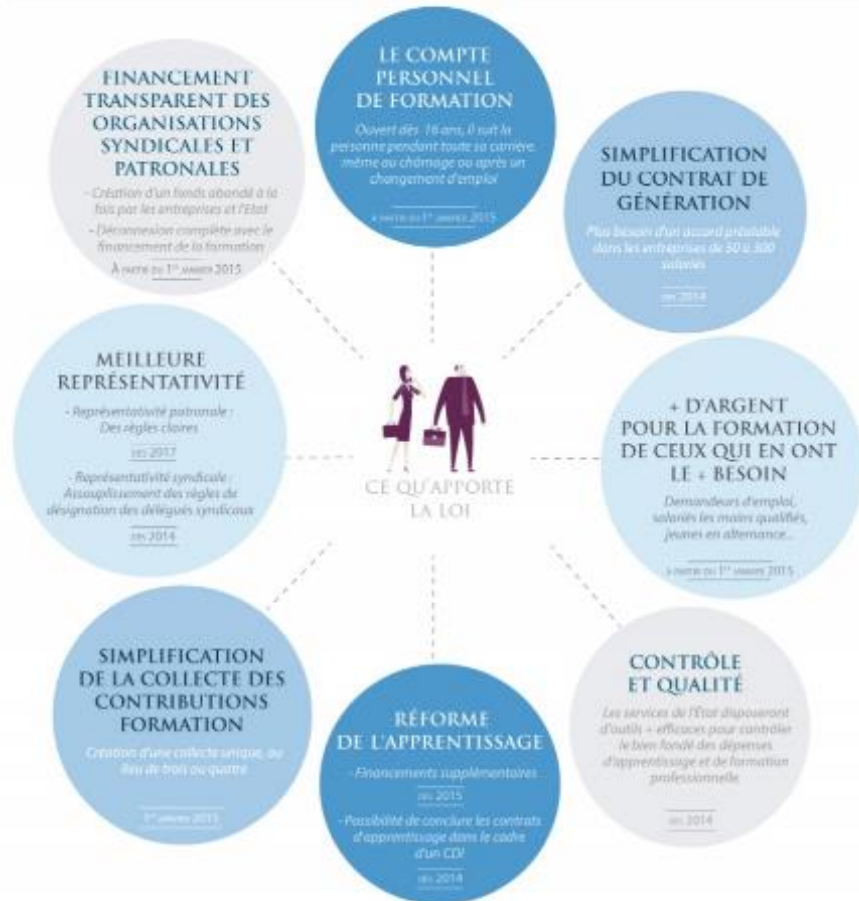 LE COMPTE
PERSONNEL
DE FORMATION
Ouvert dès 16 ans, il suit la
personne pendant toute sa carrière,
même au chômage ou après un
changement d'emploi
À PARTIR DU 1ER JANVIER 2015
SIMPLIFICATION
DU CONTRAT DE
GÉNÉRATION
Plus besoin d'un accord préalable
dans les entreprises de 50 à 300
salariés
DÈS 2014
+ D'ARGENT
POUR LA FORMATION
DE CEUX QUI EN ONT
LE + BESOIN
Demandeurs d'emploi,
salariés les moins qualifiés,
jeunes en alternance...
À PARTIR DU 1ER JANVIER 2015
CONTRÔLE
ET QUALITÉ
Les services de l'État disposeront
d'outils + efficaces pour contrôler
le bien fondé des dépenses
d'apprentissage et de formation
professionnelle
DÈS 2014
RÉFORME
DE L'APPRENTISSAGE
- Financements supplémentaires
DÈS 2015
- Possibilité de conclure les contrats
d'apprentissage dans le cadre
d'un CDI
DÈS 2014
SIMPLIFICATION
DE LA COLLECTE DES
CONTRIBUTIONS
FORMATION
Création d'une collecte unique, au
lieu de trois ou quatre
1ER JANVIER 2015
MEILLEURE
REPRÉSENTATIVITÉ
- Représentativité patronale :
Des règles claires
DÈS 2017
- Représentativité syndicale :
Assouplissement des règles de
désignation des délégués syndicaux
DÈS 2014
FINANCEMENT
TRANSPARENT DES
ORGANISATIONS
SYNDICALES ET
PATRONALES
- Création d'un fonds abondé à la
fois par les entreprises et l'Etat
- Déconnexion complète avec le
financement de la formation
À PARTIR DU 1ER JANVIER 2015
CE QU'APPORTE
LA LOI